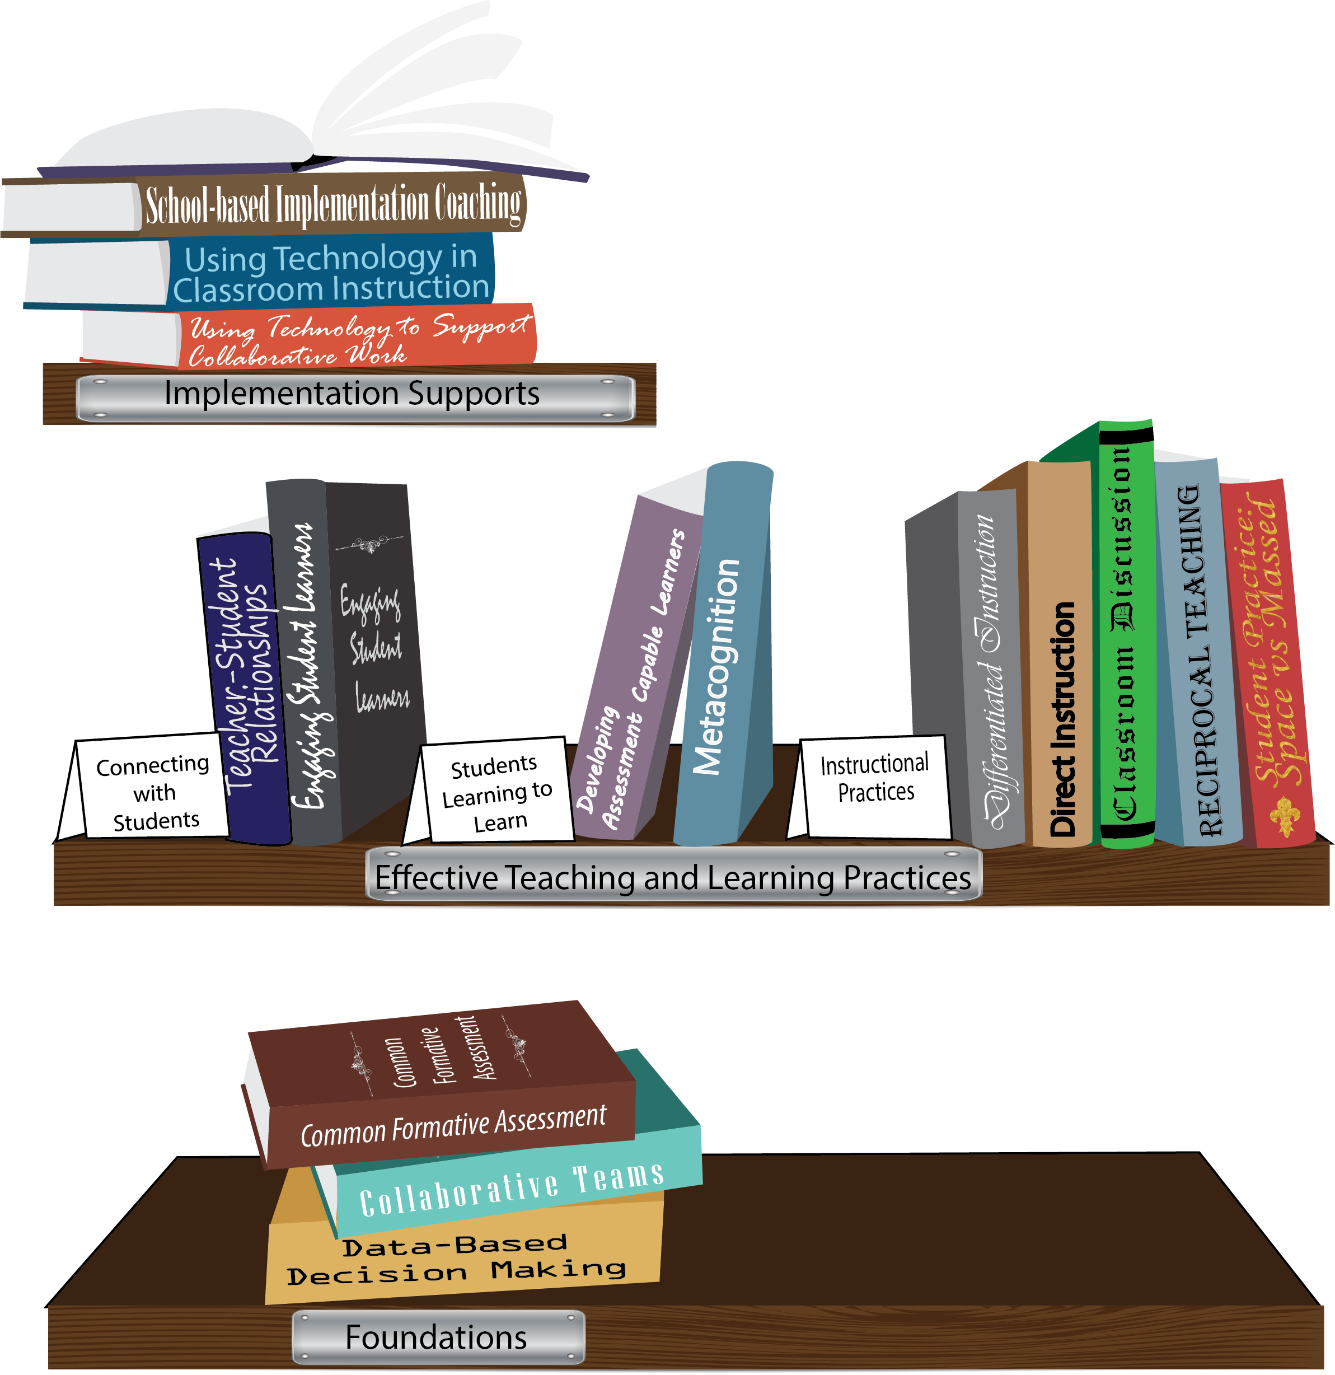 School-based Implementation Coaching
Using Technology in
Classroom Instruction
Using Technology to Support
Collaborative Work
Implementation Supports
Connecting
with
Students
Teacher-Student
Relationships
Engaging Student Learners
Engaging
Student
Learners
Students
Learning to
Learn
Developing
Assessment Capable Learners
Metacognition
Instructional
Practices
Differentiated Instruction
Direct Instruction
Classroom Discussion
RECIPROCAL TEACHING
Student Practice:
Space vs Massed
Effective Teaching and Learning Practices
Common
Formative
Assessment
Common Formative Assessment
Collaborative Teams
Data-Based
Decision Making
Foundations